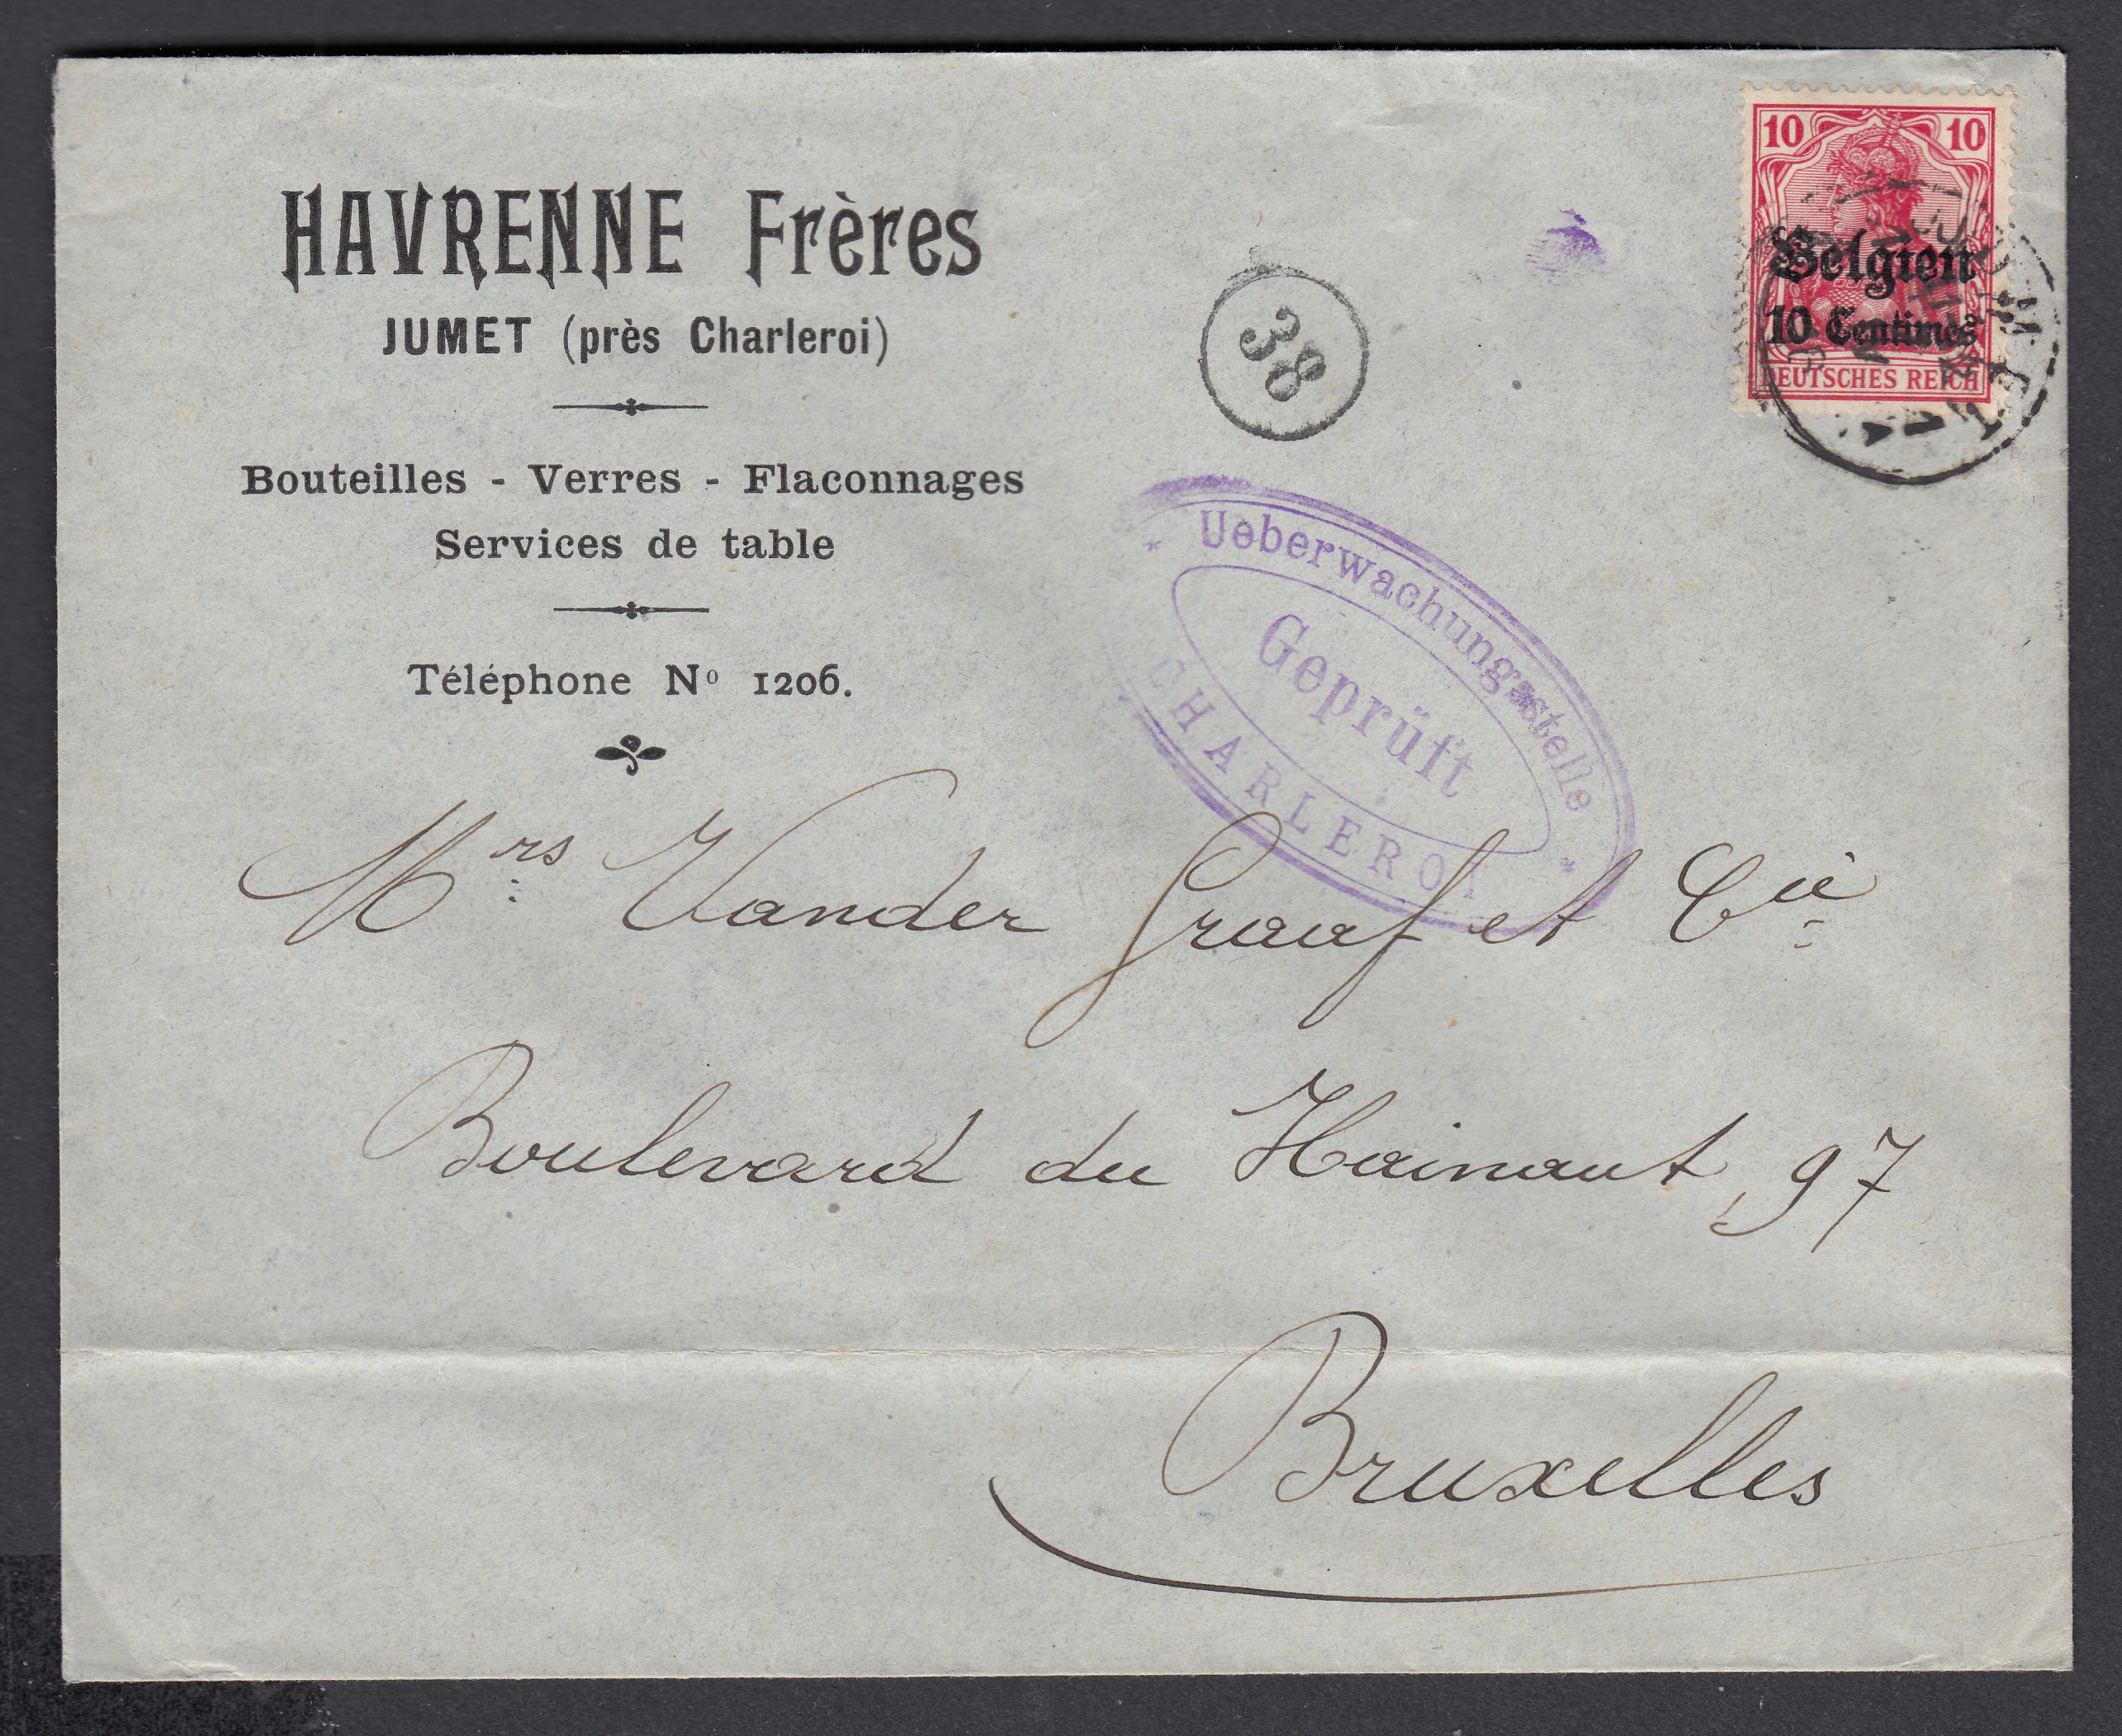 HAVRENNE Frères
JUMET (près Charleroi)
Bouteilles - Verres - Flaconnages
Services de table
Téléphone Nº 1206.
38
10 10
Belgien
10 Centimes
DEUTSCHES REICH
* Ueberwachungsstelle *
Geprüft
CHARLEROI
Mrs Vander Graaf et Cie
Boulevard du Hainaut, 97
Bruxelles